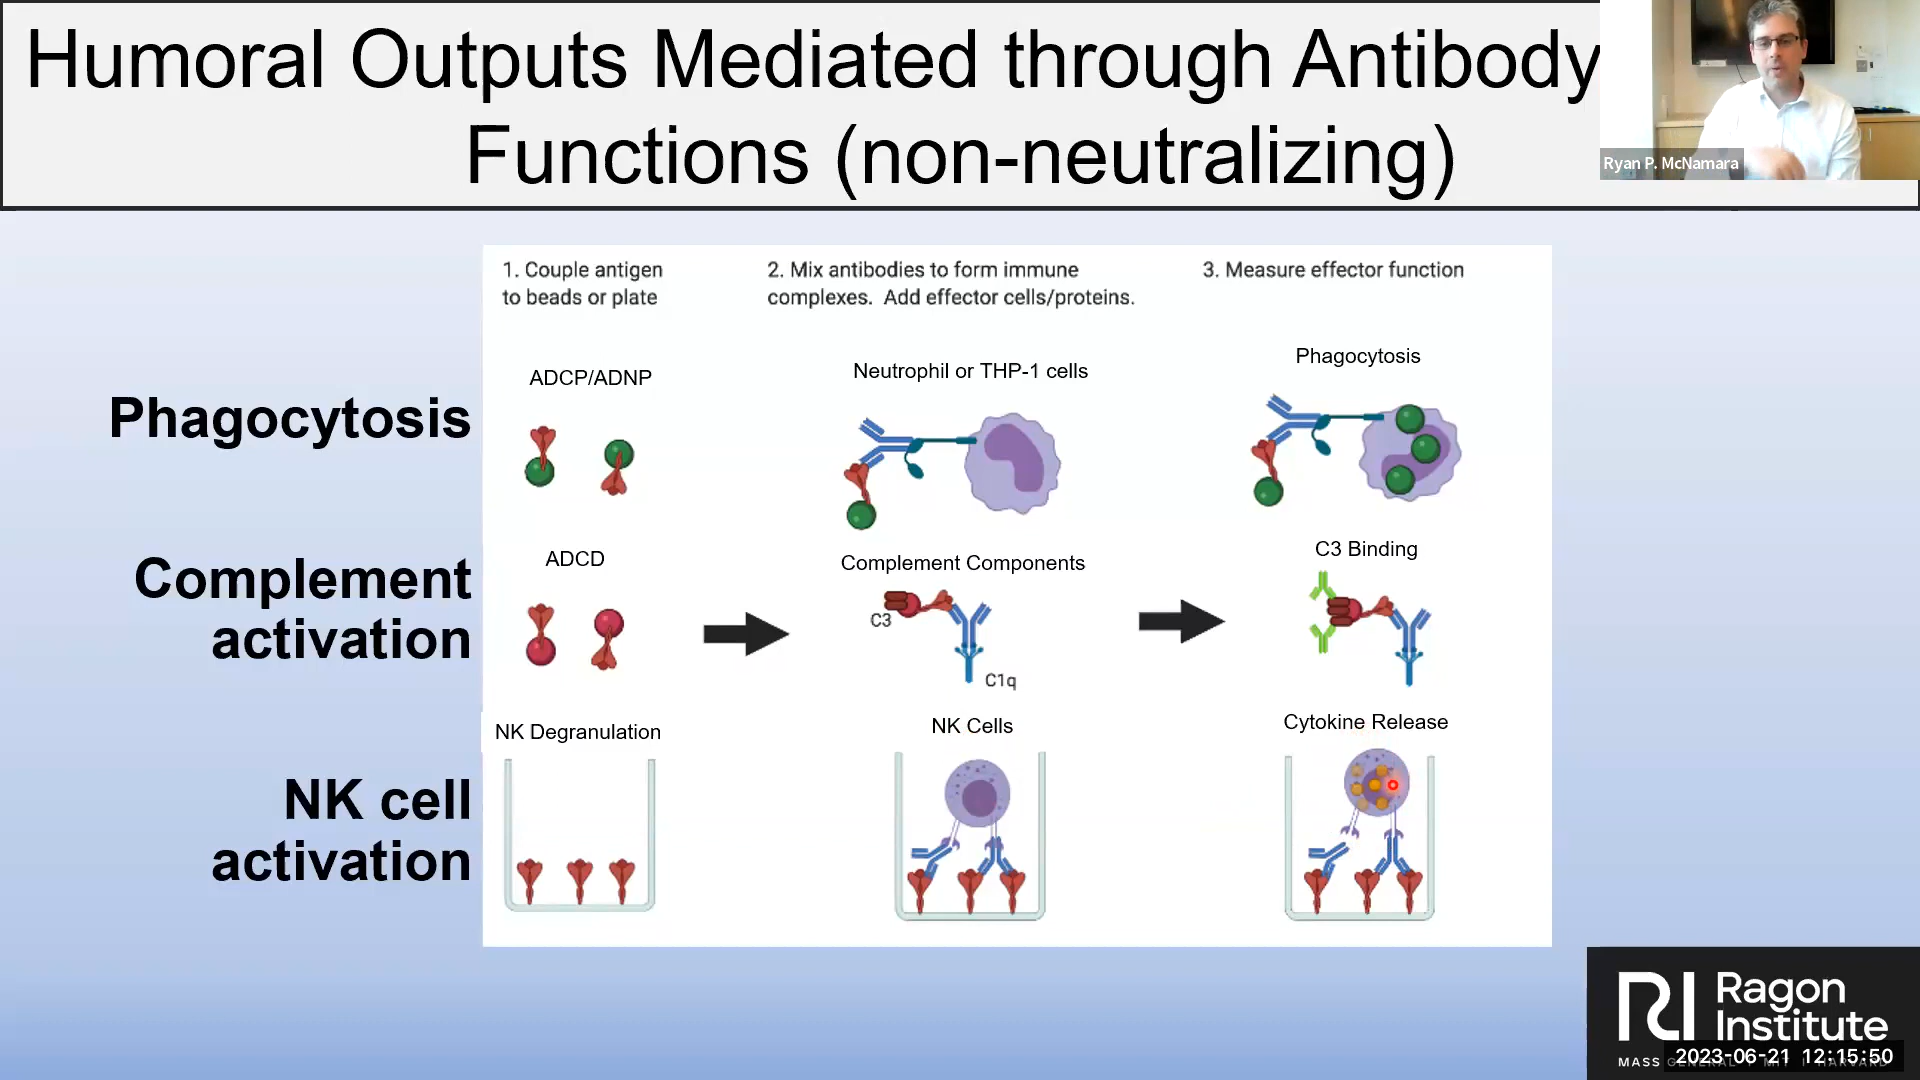 Humoral Outputs Mediated through Antibody
Functions (non-neutralizing)
Ryan P. McNamara
1. Couple antigen
to beads or plate
2. Mix antibodies to form immune
complexes. Add effector cells/proteins.
3. Measure effector function
Phagocytosis
ADCP/ADNP
Neutrophil or THP-1 cells
Phagocytosis
Complement
activation
ADCD
Complement Components
C3
C1q
C3 Binding
NK cell
activation
NK Degranulation
NK Cells
Cytokine Release
RI
Ragon
Institute
MASS
2023-06-21 12:15:50